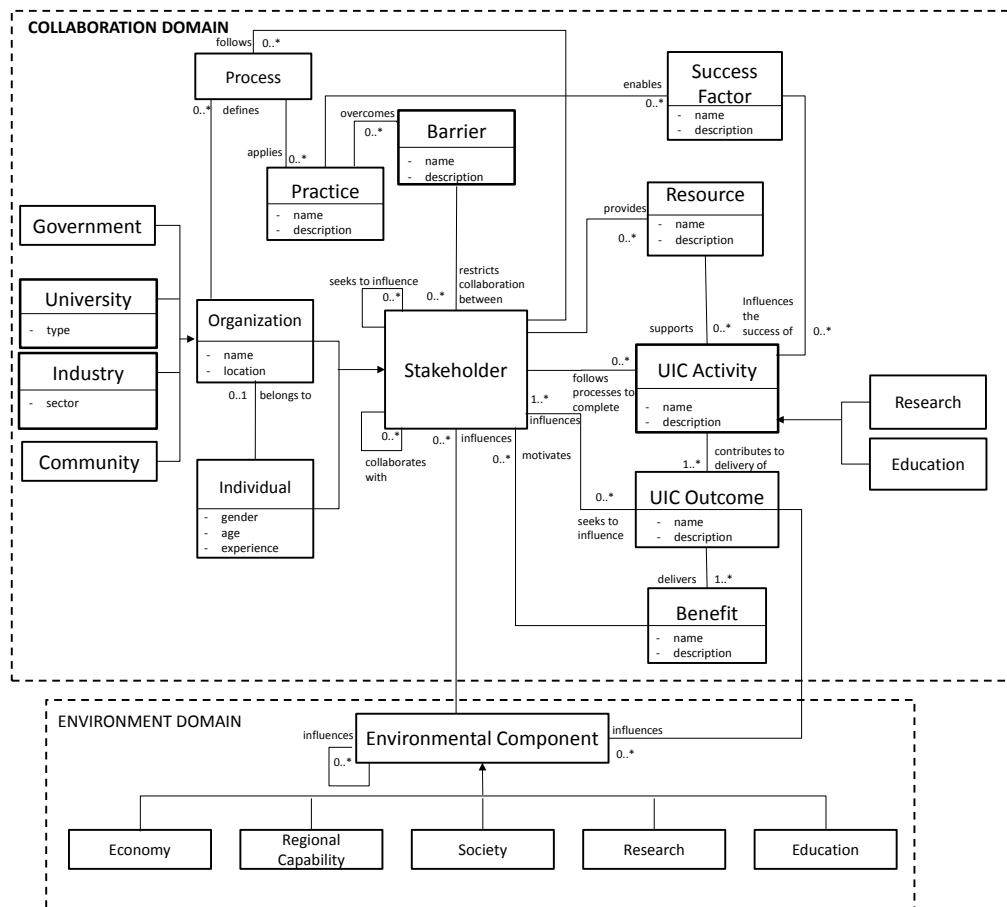 COLLABORATION DOMAIN
follows
0..*
Process
0..*
defines
applies
0..*
overcomes
0..*
enables
0..*
Success
Factor
- name
- description
Barrier
- name
- description
Practice
- name
- description
Resource
- name
- description
provides
0..*
Government
University
- type
Industry
- sector
Community
Organization
- name
- location
0..1
belongs to
Individual
- gender
- age
- experience
seeks to influence
0..*
0..*
restricts
collaboration
between
Stakeholder
0..*
collaborates
with
0..*
influences
0..*
motivates
1..*
influences
0..*
follows
processes to
complete
supports
0..*
Influences
the
success of
0..*
UIC Activity
- name
- description
Research
Education
contributes to
delivery of
1..*
0..*
seeks to
influence
UIC Outcome
- name
- description
delivers
1..*
Benefit
- name
- description
ENVIRONMENT DOMAIN
influences
0..*
Environmental Component
influences
0..*
Economy
Regional
Capability
Society
Research
Education